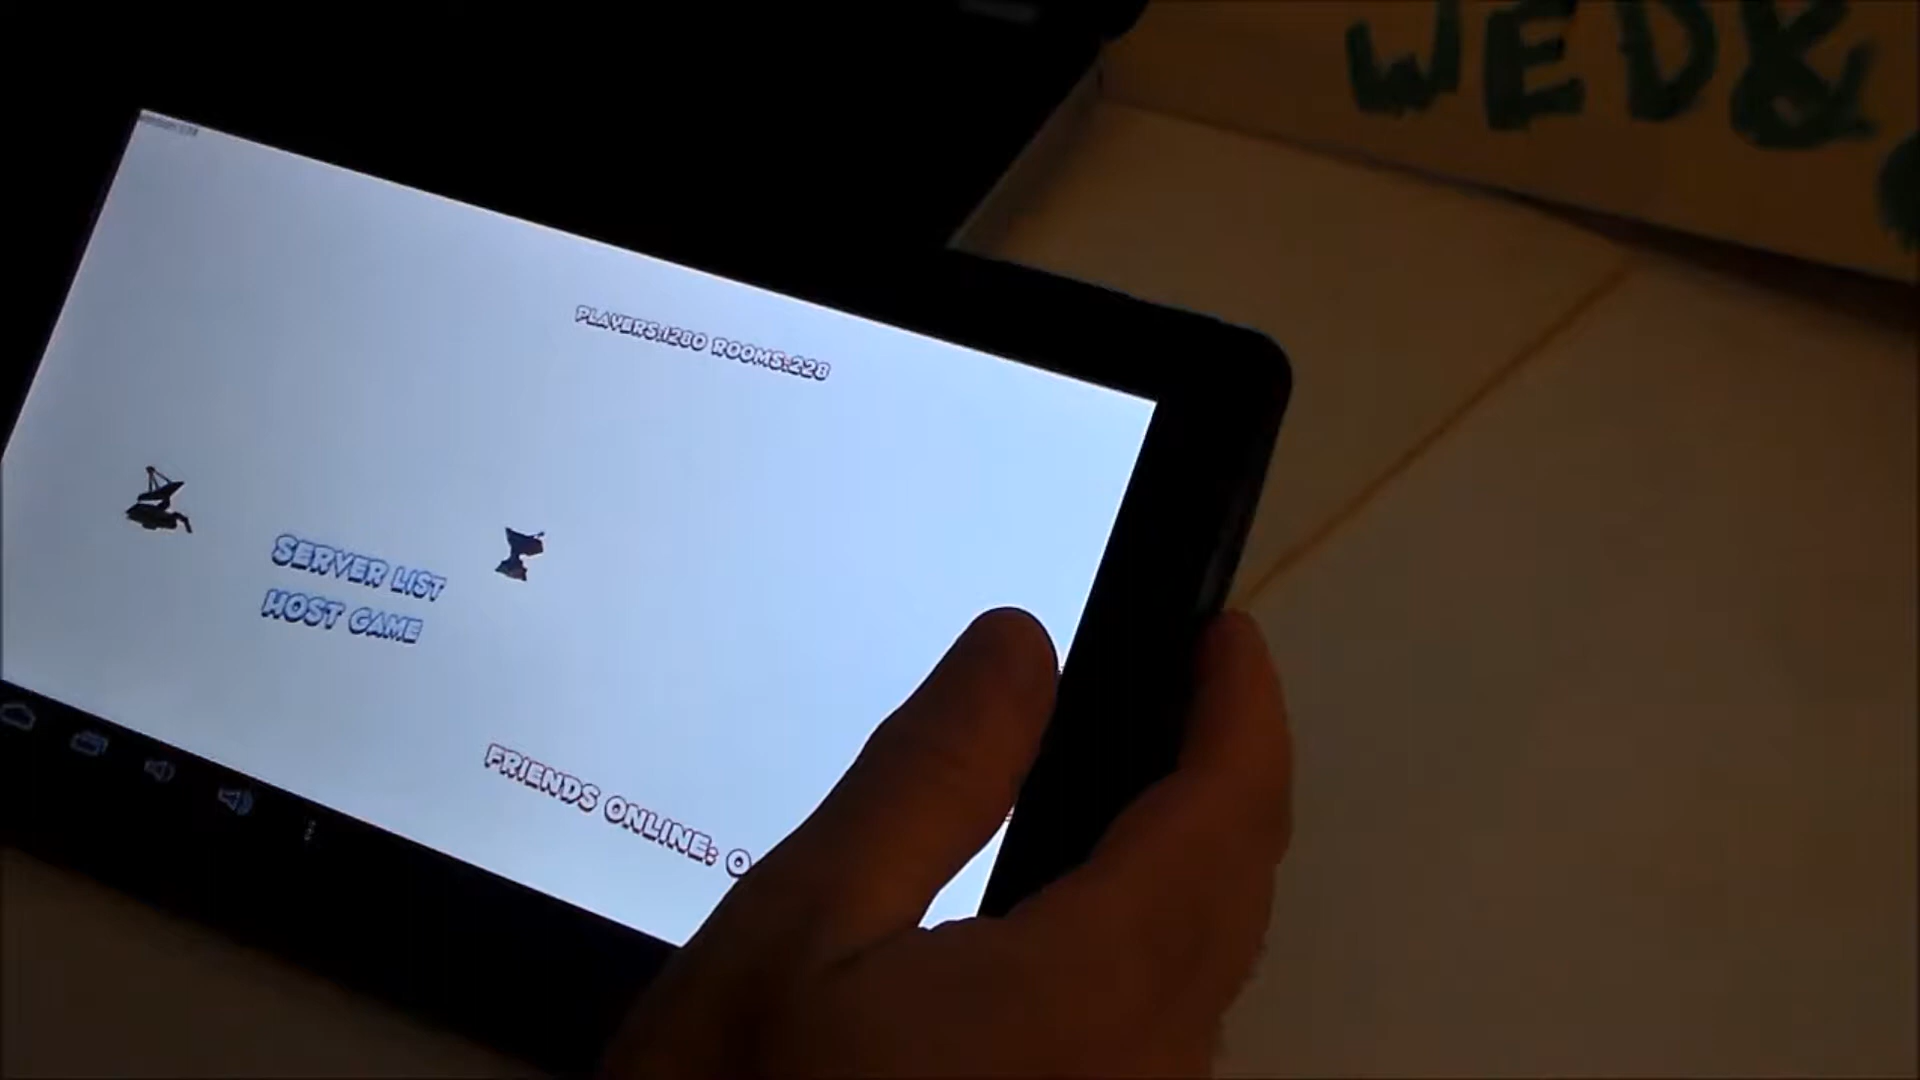 WED&
PLAYERS:1280 ROOMS:228
SERVER LIST
HOST GAME
FRIENDS ONLINE: 0